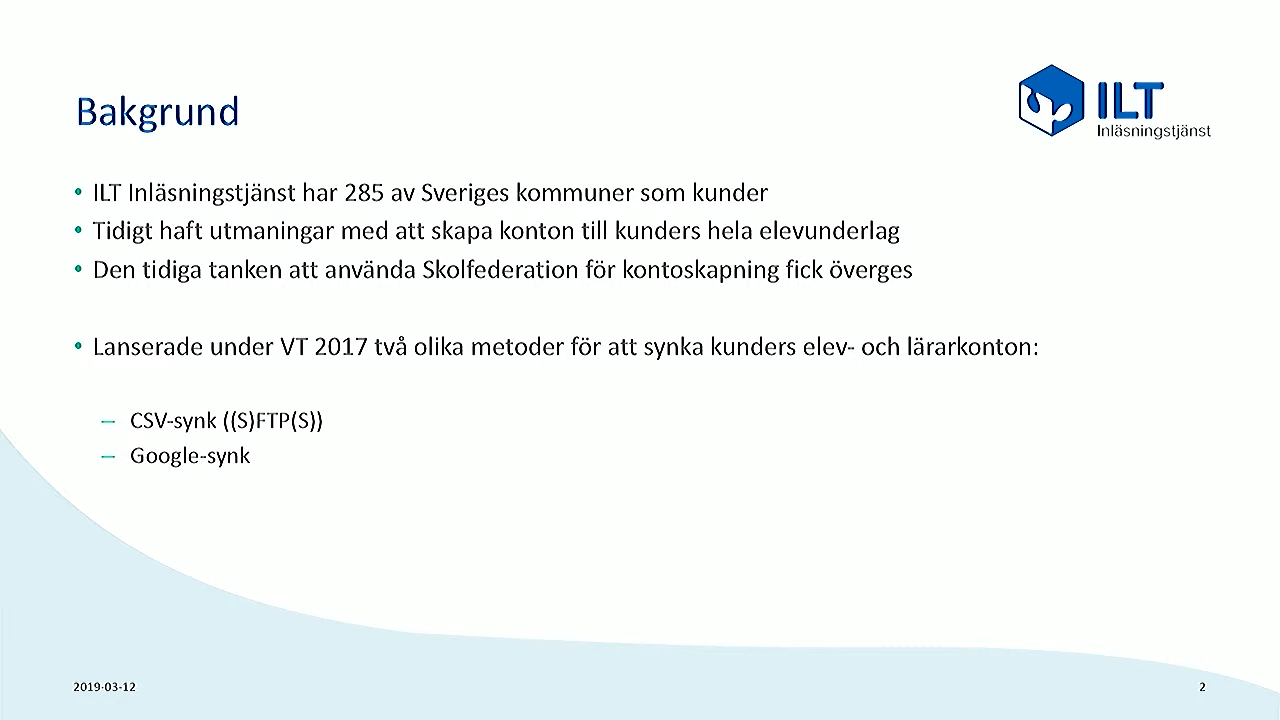 Bakgrund
ILT
Inläsningstjänst
• ILT Inläsningstjänst har 285 av Sveriges kommuner som kunder
• Tidigt haft utmaningar med att skapa konton till kunders hela elevunderlag
• Den tidiga tanken att använda Skolfederation för kontoskapning fick överges
• Lanserade under VT 2017 två olika metoder för att synka kunders elev- och lärarkonton:
– CSV-synk ((S)FTP(S))
– Google-synk
2019-03-12
2